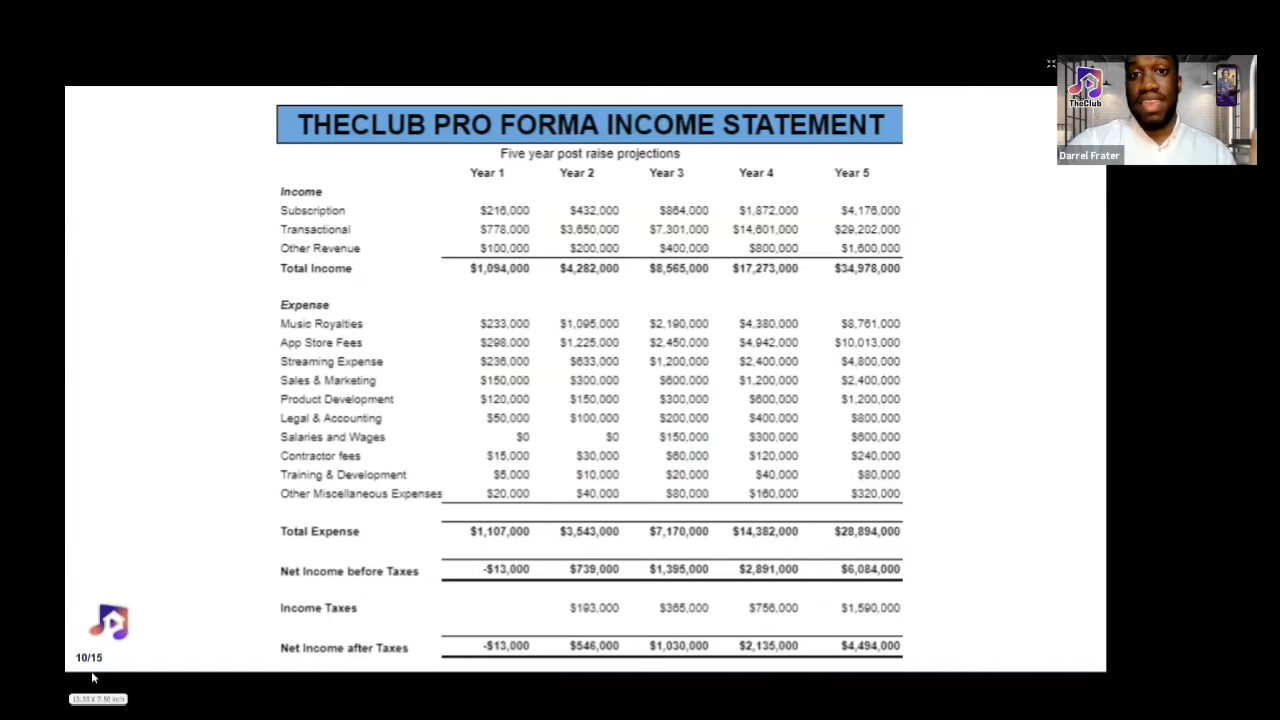 THECLUB PRO FORMA INCOME STATEMENT
Five year post raise projections
Year 1 Year 2 Year 3 Year 4 Year 5
Income
Subscription $216,000 $432,000 $864,000 $1,872,000 $4,176,000
Transactional $778,000 $3,650,000 $7,301,000 $14,601,000 $29,202,000
Other Revenue $100,000 $200,000 $400,000 $800,000 $1,600,000
Total Income $1,094,000 $4,282,000 $8,565,000 $17,273,000 $34,978,000
Expense
Music Royalties $233,000 $1,095,000 $2,190,000 $4,380,000 $8,761,000
App Store Fees $298,000 $1,225,000 $2,450,000 $4,942,000 $10,013,000
Streaming Expense $236,000 $633,000 $1,200,000 $2,400,000 $4,800,000
Sales & Marketing $150,000 $300,000 $600,000 $1,200,000 $2,400,000
Product Development $120,000 $150,000 $300,000 $600,000 $1,200,000
Legal & Accounting $50,000 $100,000 $200,000 $400,000 $800,000
Salaries and Wages $0 $0 $150,000 $300,000 $600,000
Contractor fees $15,000 $30,000 $60,000 $120,000 $240,000
Training & Development $5,000 $10,000 $20,000 $40,000 $80,000
Other Miscellaneous Expenses $20,000 $40,000 $80,000 $160,000 $320,000
Total Expense $1,107,000 $3,543,000 $7,170,000 $14,382,000 $28,894,000
Net Income before Taxes -$13,000 $739,000 $1,395,000 $2,891,000 $6,084,000
Income Taxes $193,000 $365,000 $756,000 $1,590,000
Net Income after Taxes -$13,000 $546,000 $1,030,000 $2,135,000 $4,494,000
10/15
13.33 X 7.50 inch
TheClub
Darrel Frater